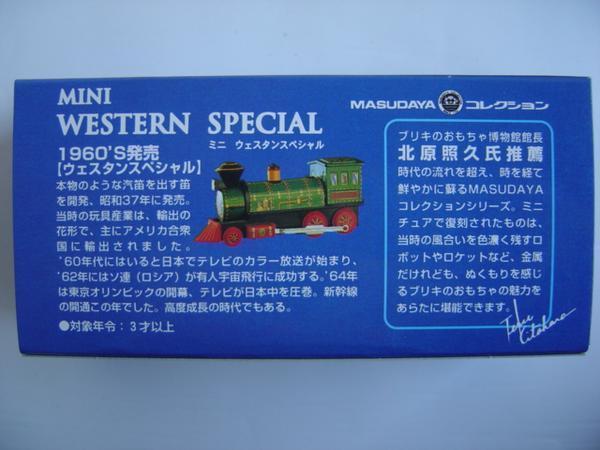 MINI
WESTERN SPECIAL
ミニ ウェスタンスペシャル
1960'S発売
【ウェスタンスペシャル】
本物のような汽笛を出す笛
を開発、昭和37年に発売。
当時の玩具産業は、輸出の
花形で、主にアメリカ合衆
国に輸出されました。
'60年代にはいると日本でテレビのカラー放送が始まり、
'62年にはソ連（ロシア）が有人宇宙飛行に成功する。'64年
は東京オリンピックの開幕、テレビが日本中を圧巻。新幹線
の開通この年でした。高度成長の時代でもある。
●対象年令：3才以上
MASUDAYA コレクション
ブリキのおもちゃ博物館館長
北原照久氏推薦
時代の流れを超え、時を経て
鮮やかに蘇るMASUDAYA
コレクションシリーズ。ミニ
チュアで復刻されたものは、
当時の風合いを色濃く残すロ
ボットやロケットなど、金属
だけれども、ぬくもりを感じ
るブリキのおもちゃの魅力を
あらたに堪能できます。
Teru
Kitahara